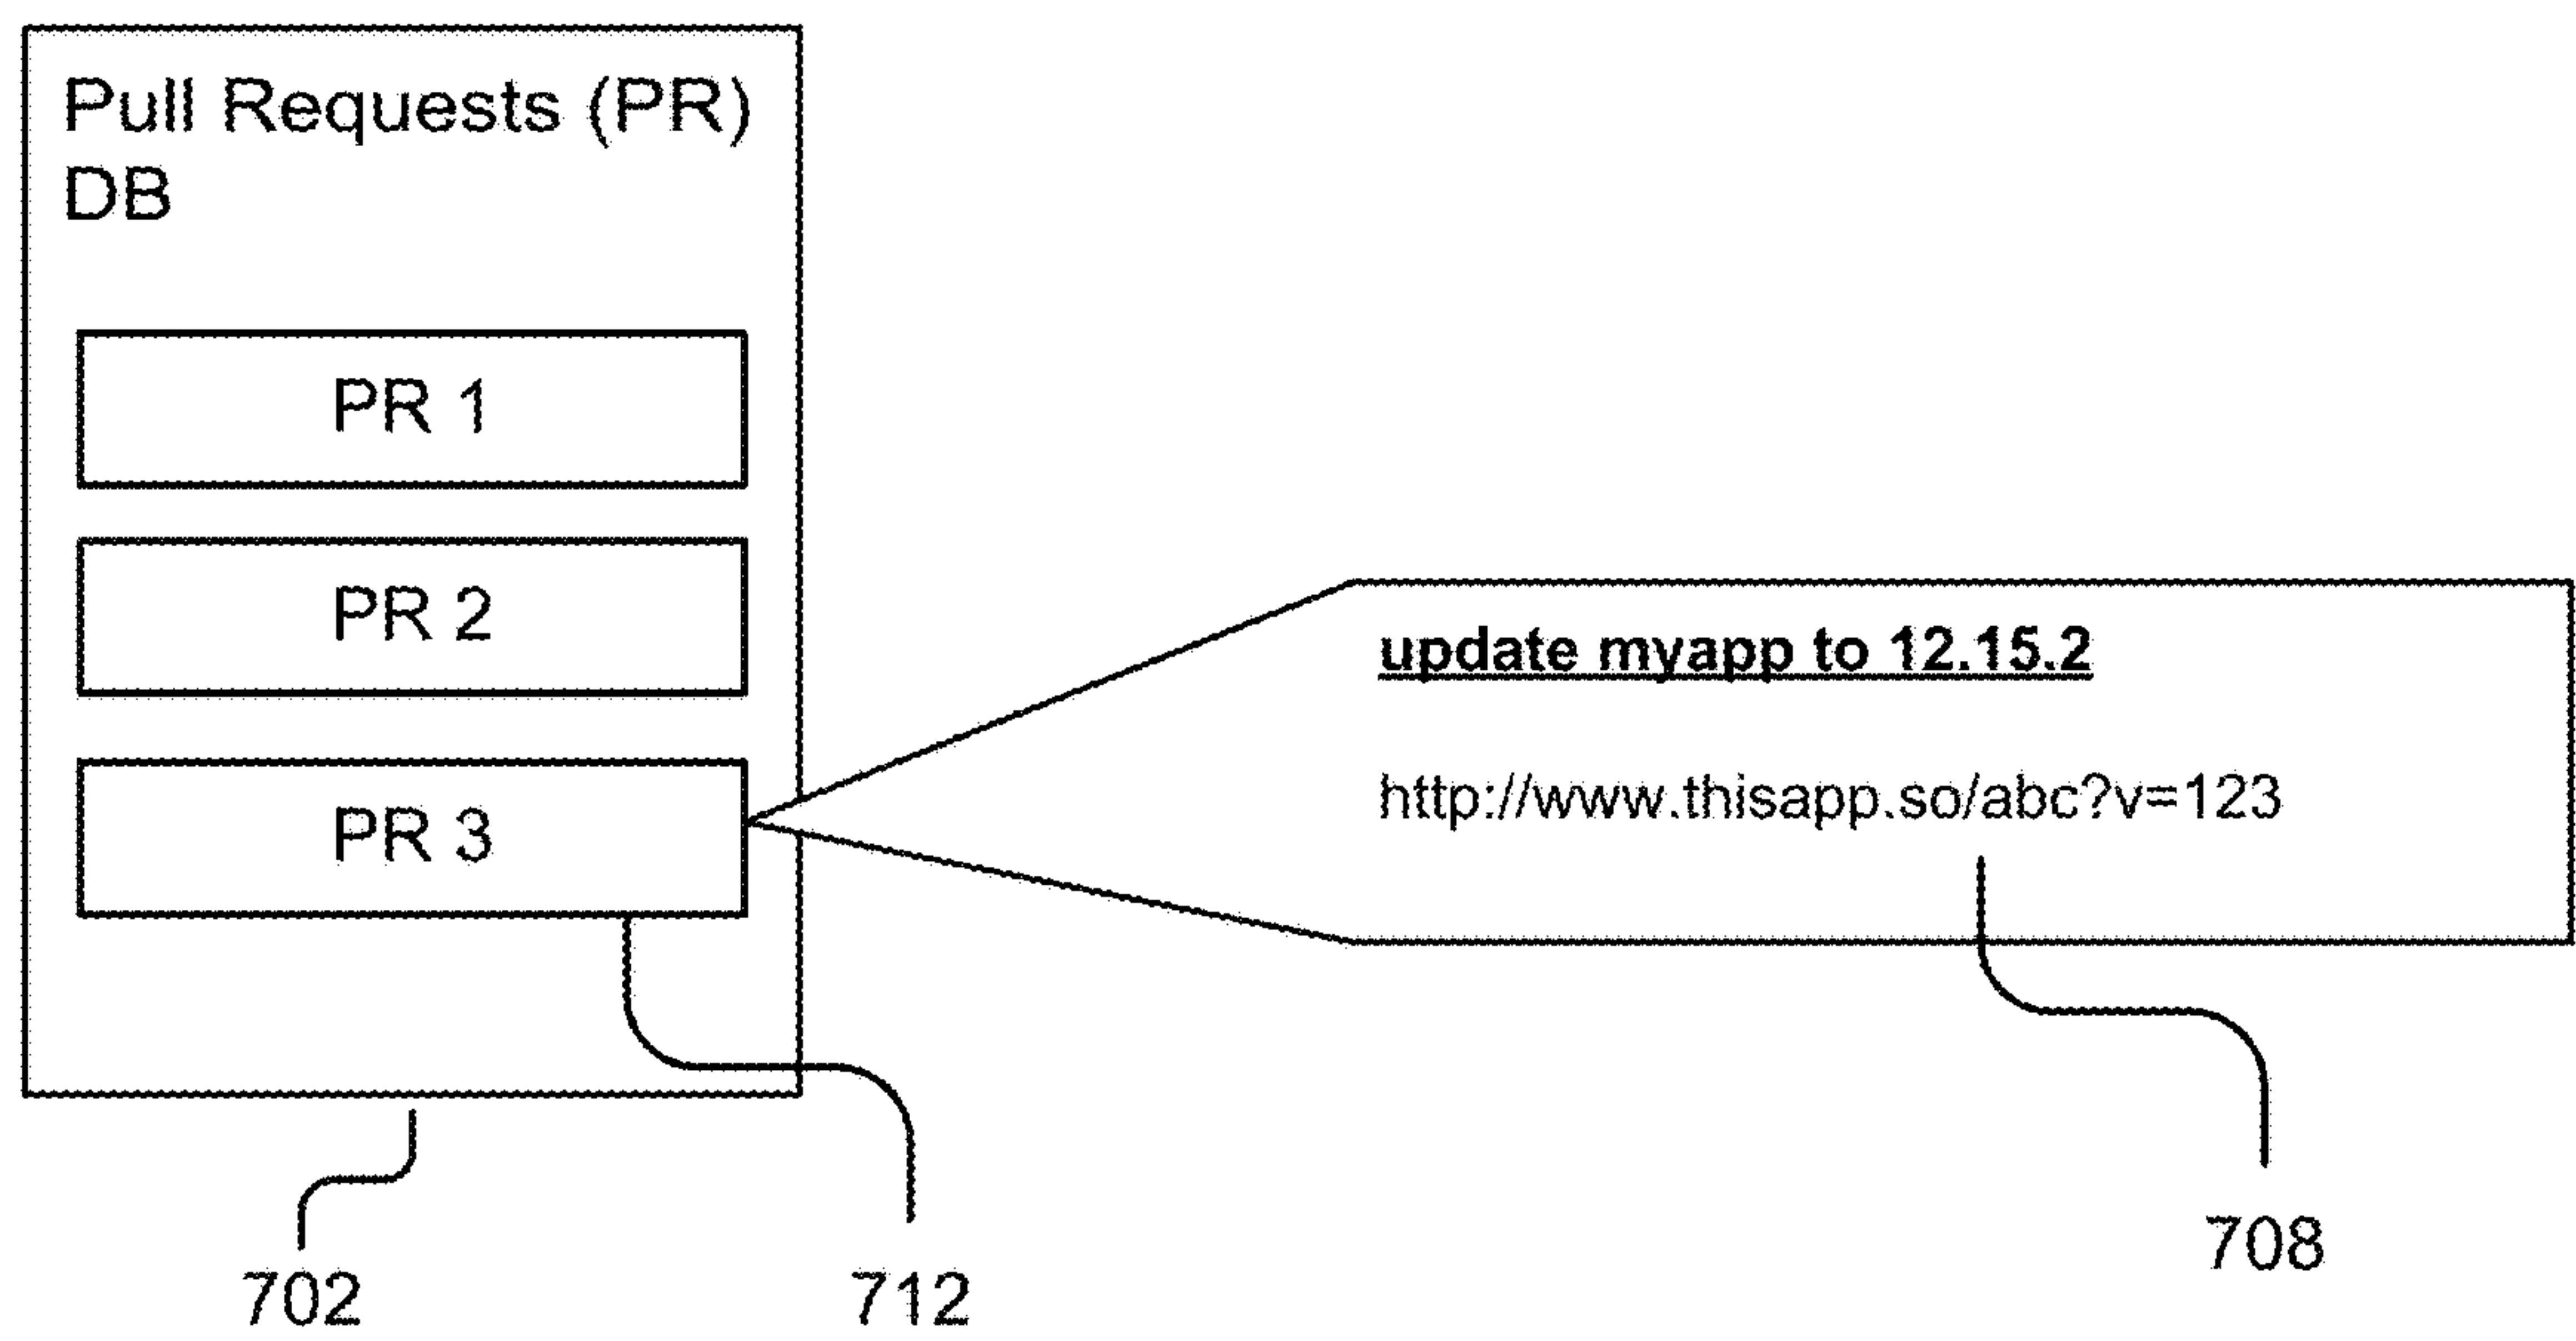 Pull Requests (PR)
DB
PR 1
PR 2
PR 3
update myapp to 12.15.2
http://www.thisapp.so/abc?v=123
702
712
708